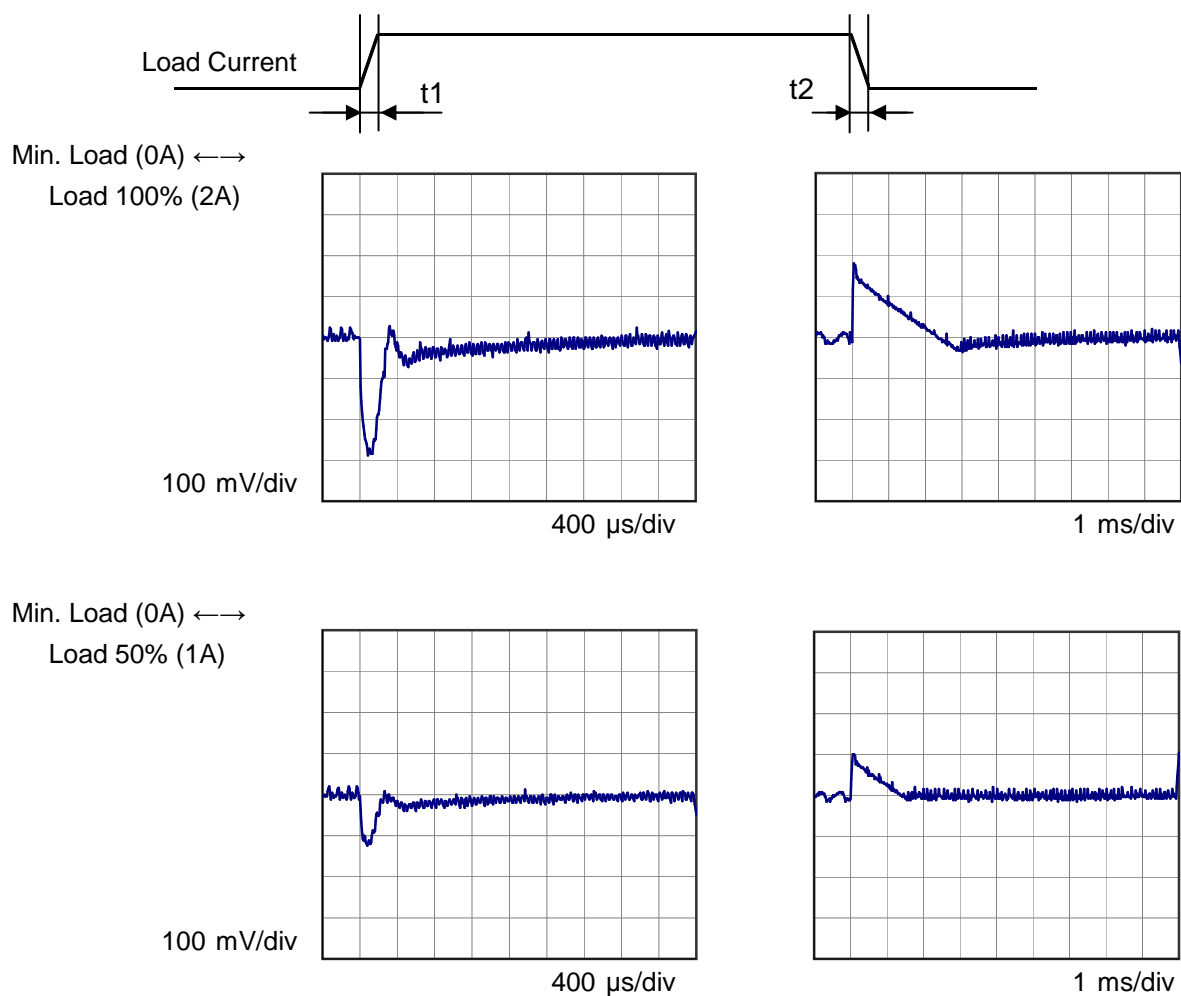 Load Current
t1
t2
Min. Load (0A) ←→
Load 100% (2A)
100 mV/div
400 µs/div
1 ms/div
Min. Load (0A) ←→
Load 50% (1A)
100 mV/div
400 µs/div
1 ms/div